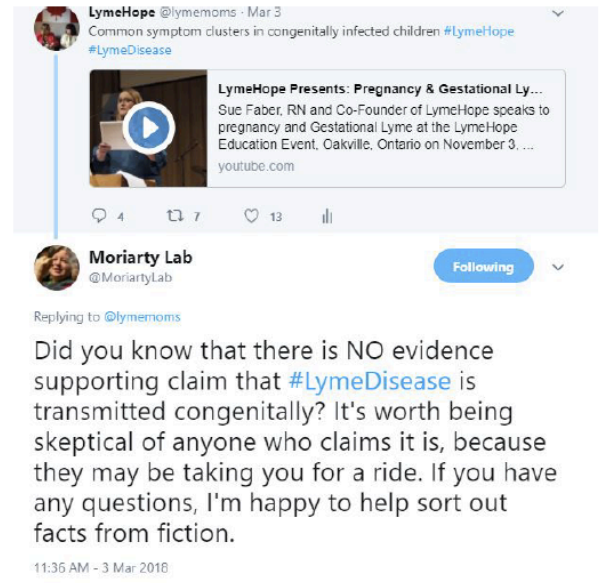 LymeHope @lymemoms · Mar 3
Common symptom clusters in congenitally infected children #LymeHope
#LymeDisease
LymeHope Presents: Pregnancy & Gestational Ly...
Sue Faber, RN and Co-Founder of LymeHope speaks to
pregnancy and Gestational Lyme at the LymeHope
Education Event, Oakville, Ontario on November 3, ...
youtube.com
4 7 13
Moriarty Lab
@MoriartyLab
Following
Replying to @lymemoms
Did you know that there is NO evidence
supporting claim that #LymeDisease is
transmitted congenitally? It's worth being
skeptical of anyone who claims it is, because
they may be taking you for a ride. If you have
any questions, I'm happy to help sort out
facts from fiction.
11:36 AM - 3 Mar 2018